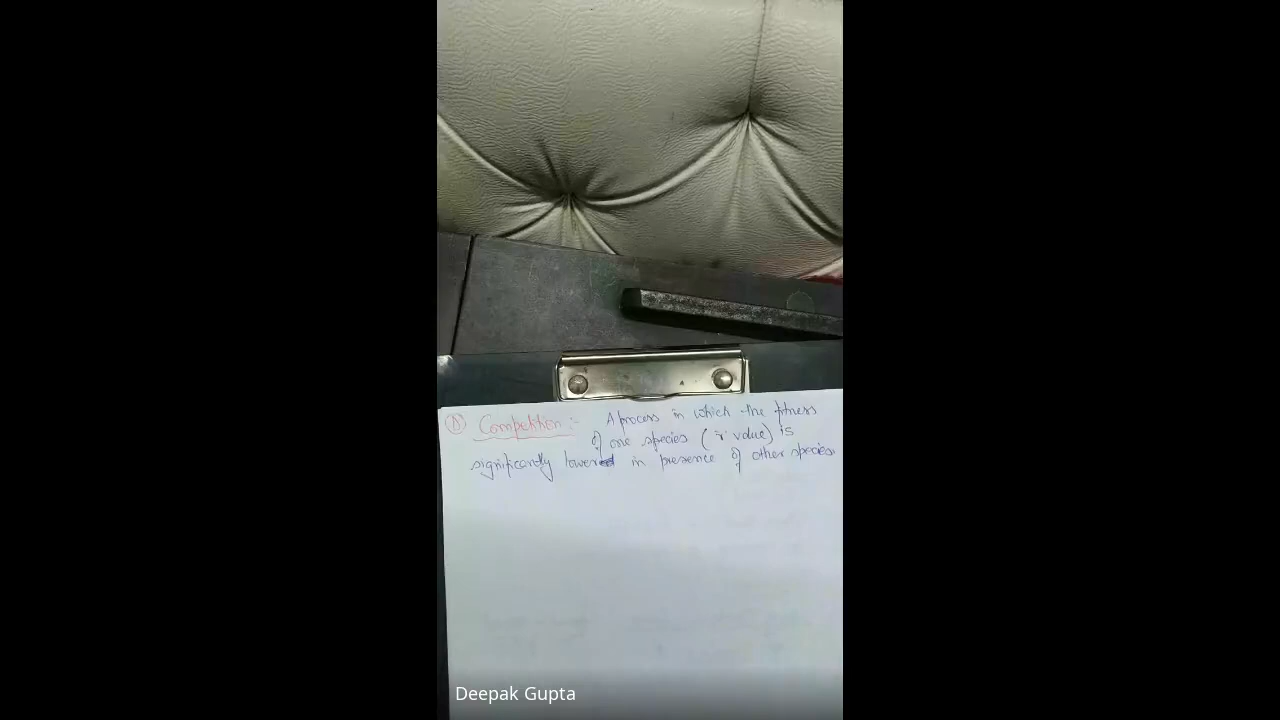 D Competition :- A process in which the fitness
of one species ('r' value) is
significantly lowered in presence of other species.
Deepak Gupta